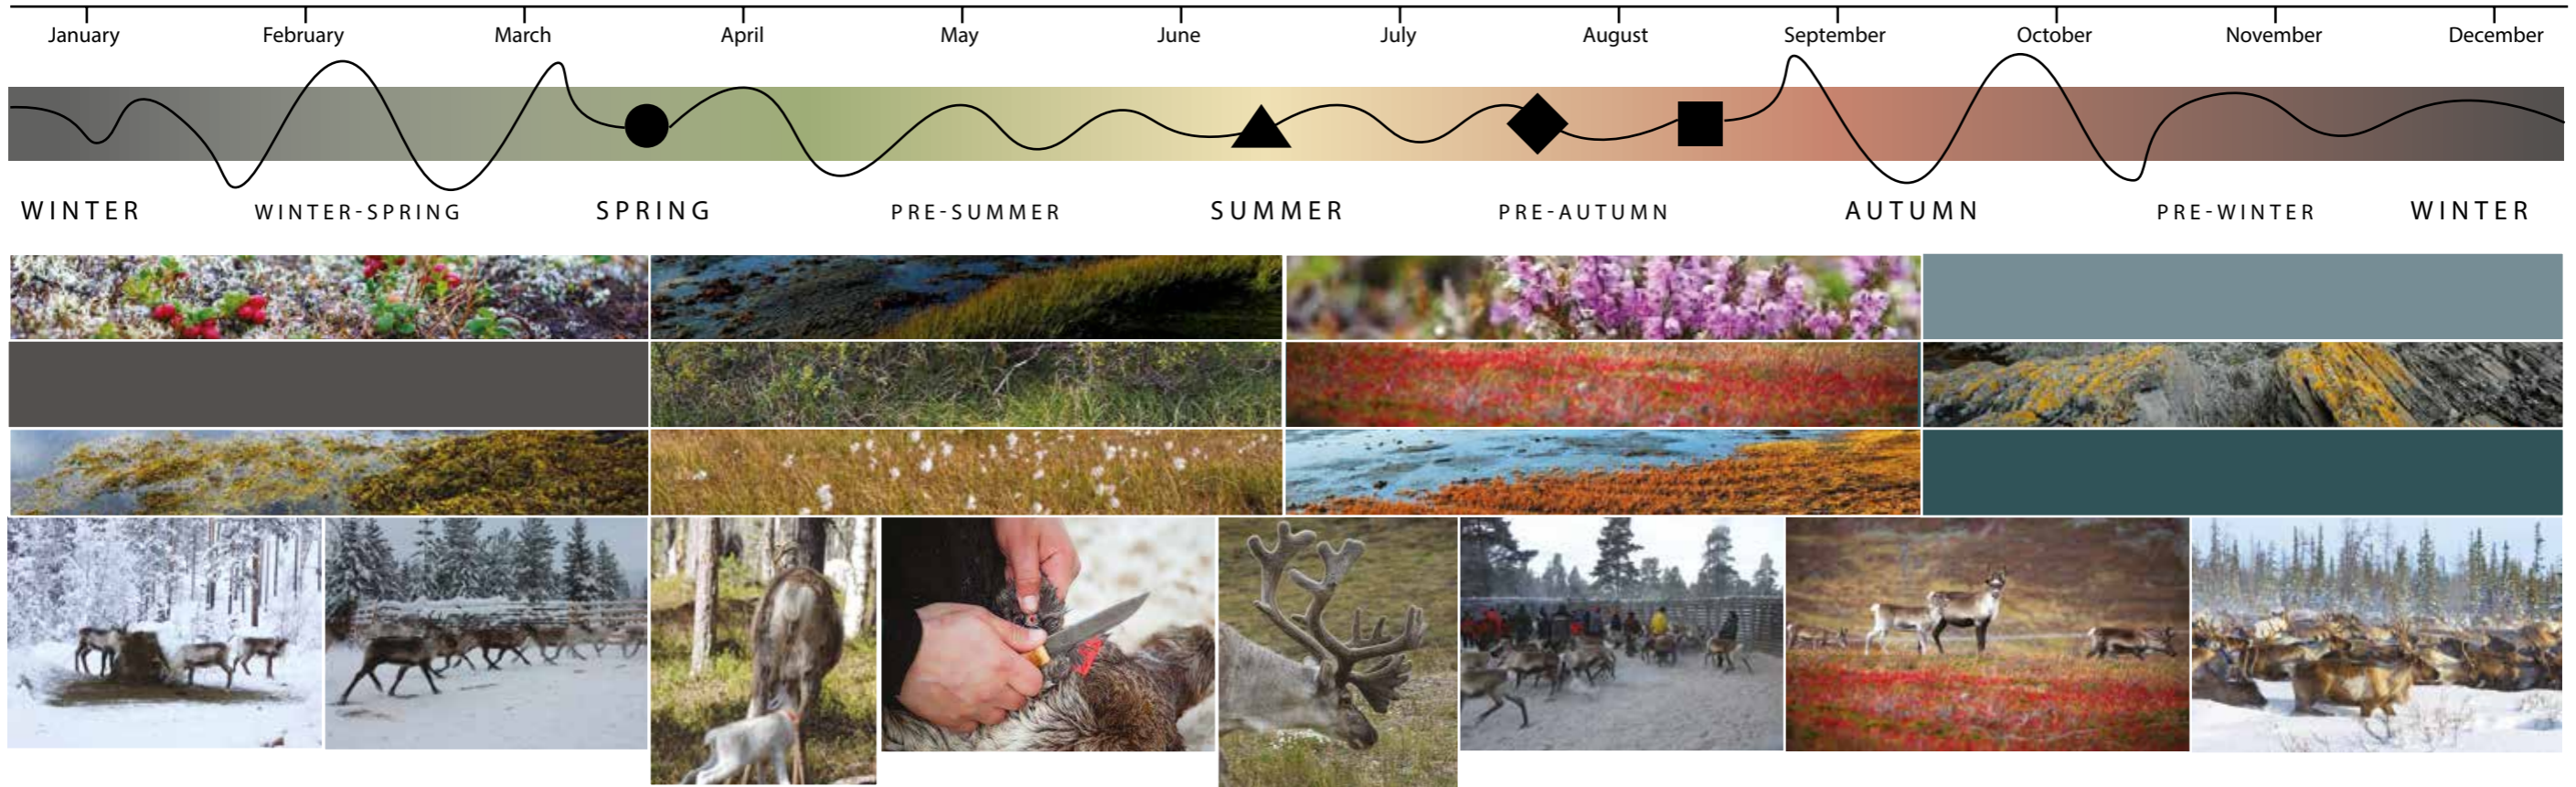 January February March April May June July August September October November December
WINTER WINTER-SPRING SPRING PRE-SUMMER SUMMER PRE-AUTUMN AUTUMN PRE-WINTER WINTER